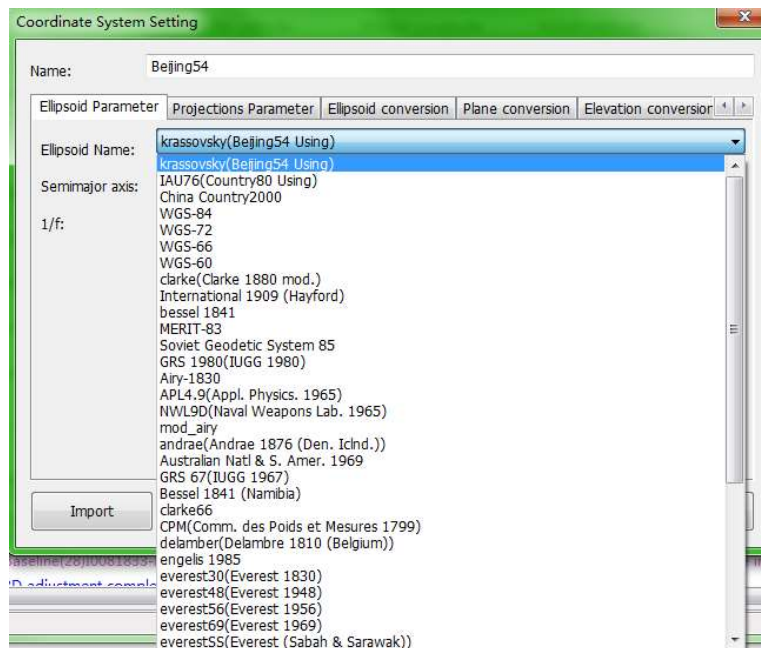 Coordinate System Setting
Name: Beijing54
Ellipsoid Parameter Projections Parameter Ellipsoid conversion Plane conversion Elevation conversion
Ellipsoid Name: krassovsky(Beijing54 Using)
krassovsky(Beijing54 Using)
Semimajor axis: IAU76(Country80 Using)
China Country2000
1/f: WGS-84
WGS-72
WGS-66
WGS-60
clarke(Clarke 1880 mod.)
International 1909 (Hayford)
bessel 1841
MERIT-83
Soviet Geodetic System 85
GRS 1980(IUGG 1980)
Airy-1830
APL4.9(Appl. Physics. 1965)
NWL9D(Naval Weapons Lab. 1965)
mod_airy
andrae(Andrae 1876 (Den. Iclnd.))
Australian Natl & S. Amer. 1969
GRS 67(IUGG 1967)
Bessel 1841 (Namibia)
Import clarke66
CPM(Comm. des Poids et Mesures 1799)
delamber(Delambre 1810 (Belgium))
engelis 1985
everest30(Everest 1830)
everest48(Everest 1948)
everest56(Everest 1956)
everest69(Everest 1969)
everestSS(Everest (Sabah & Sarawak))